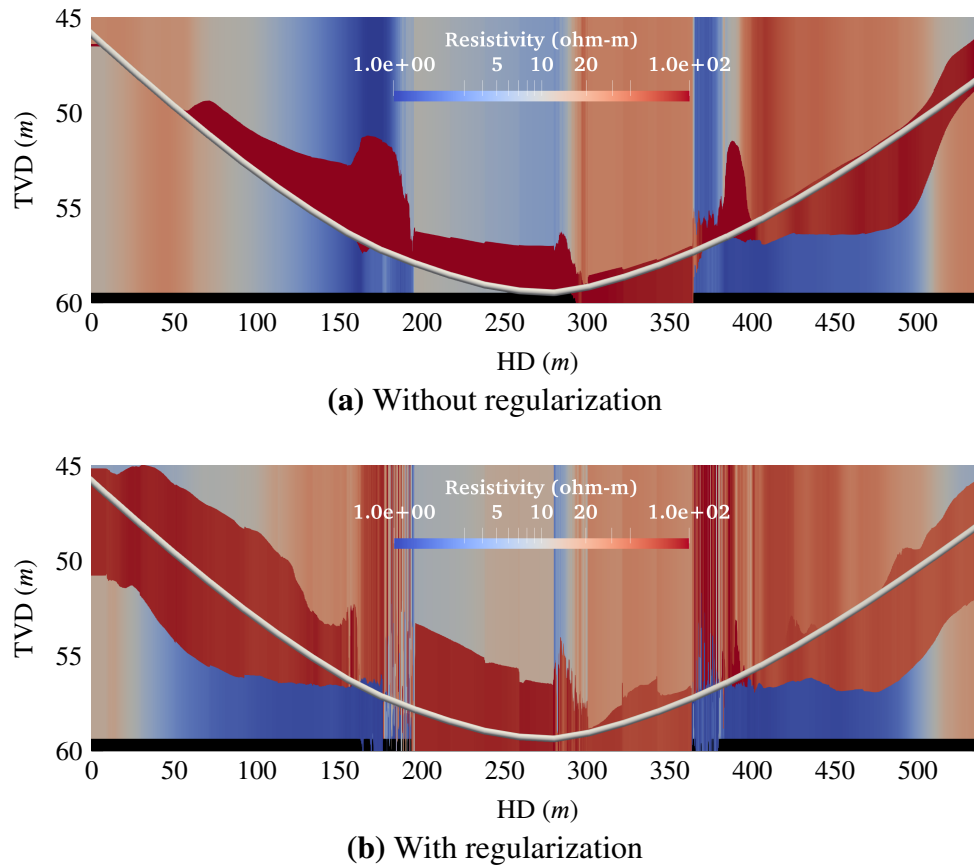 45
50
55
60
TVD (m)
Resistivity (ohm-m)
1.0e+00 5 10 20 1.0e+02
0 50 100 150 200 250 300 350 400 450 500
HD (m)
(a) Without regularization
45
50
55
60
TVD (m)
Resistivity (ohm-m)
1.0e+00 5 10 20 1.0e+02
0 50 100 150 200 250 300 350 400 450 500
HD (m)
(b) With regularization